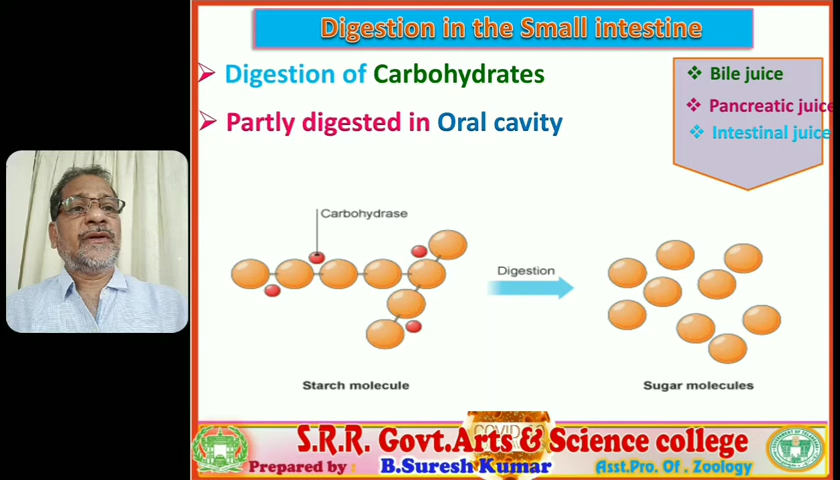 Digestion in the Small intestine
Digestion of Carbohydrates
Partly digested in Oral cavity
Bile juice
Pancreatic juice
Intestinal juice
Carbohydrase
Digestion
Starch molecule
Sugar molecules
S.R.R. Govt.Arts & Science college
Prepared by : B.Suresh Kumar Asst.Pro. Of . Zoology